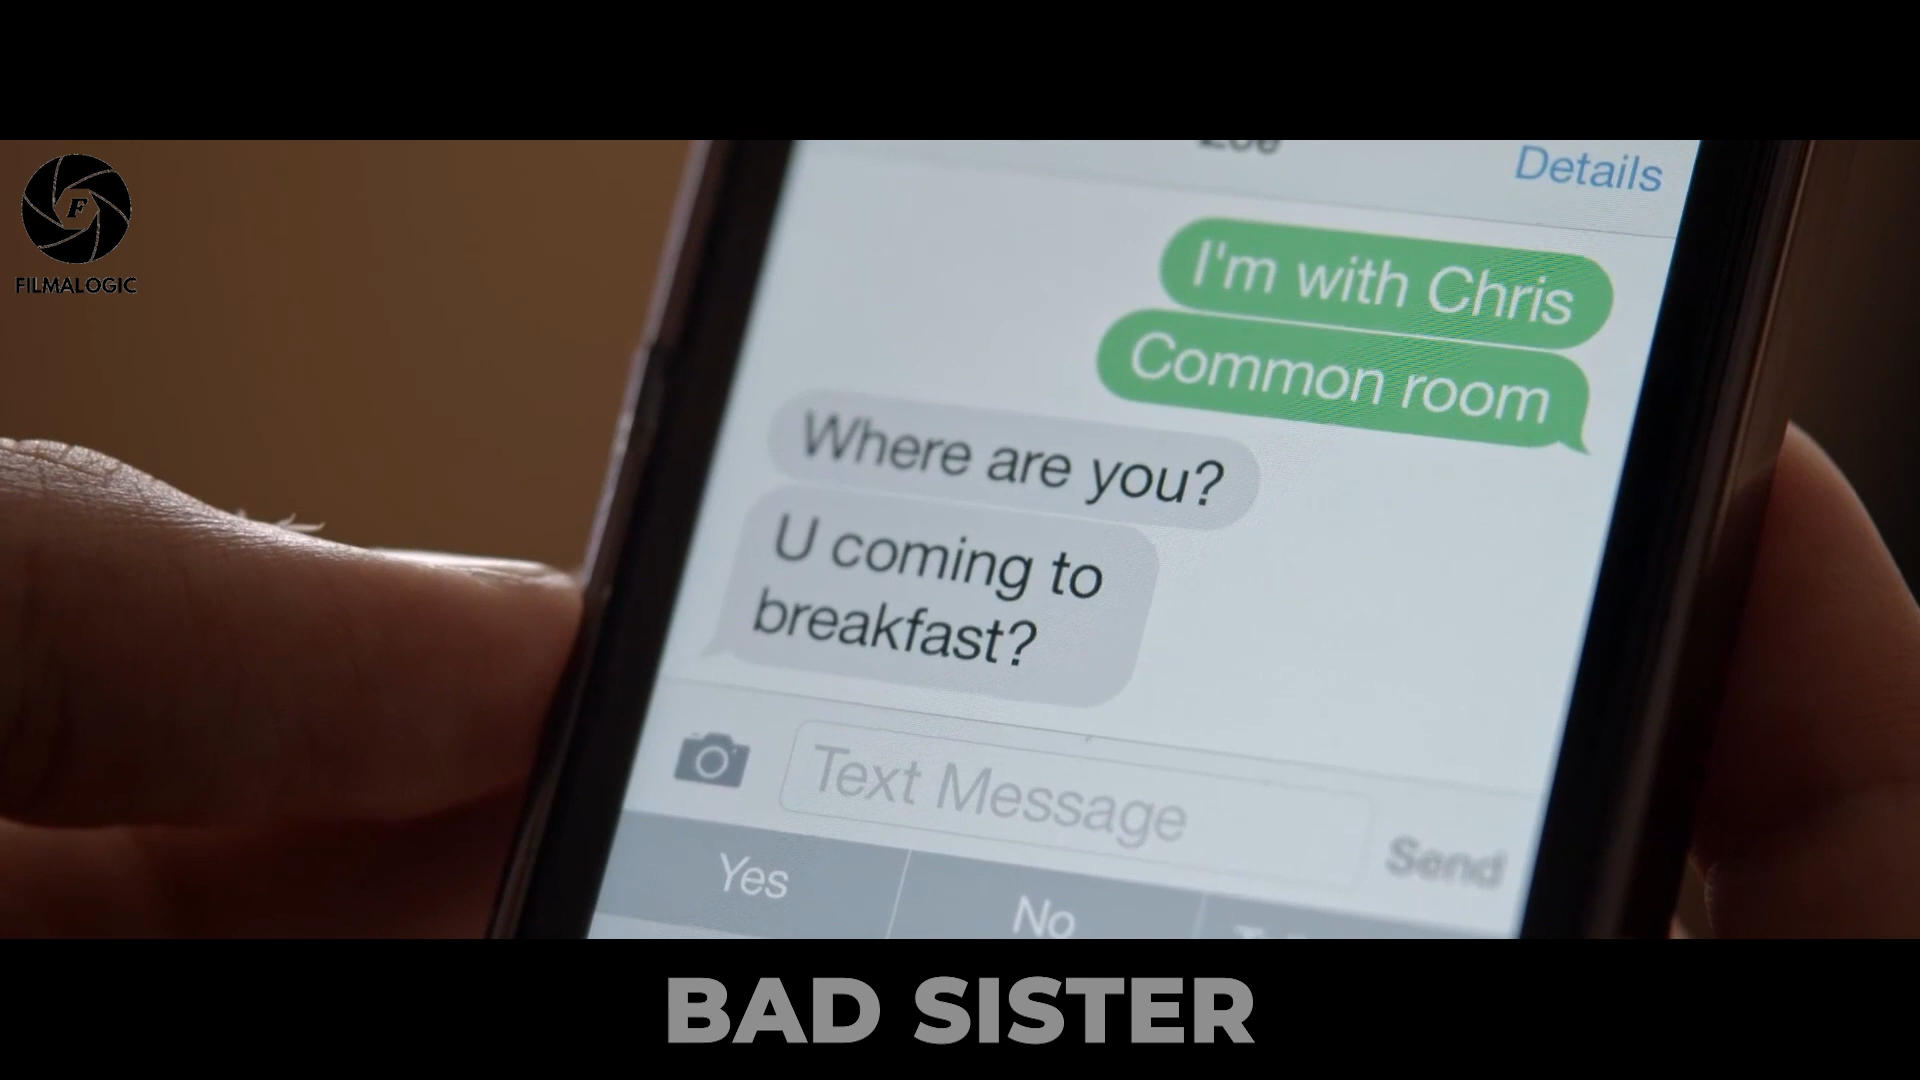 Details
F
FILMALOGIC
I'm with Chris
Common room
Where are you?
U coming to
breakfast?
Text Message
Send
Yes
No
BAD SISTER